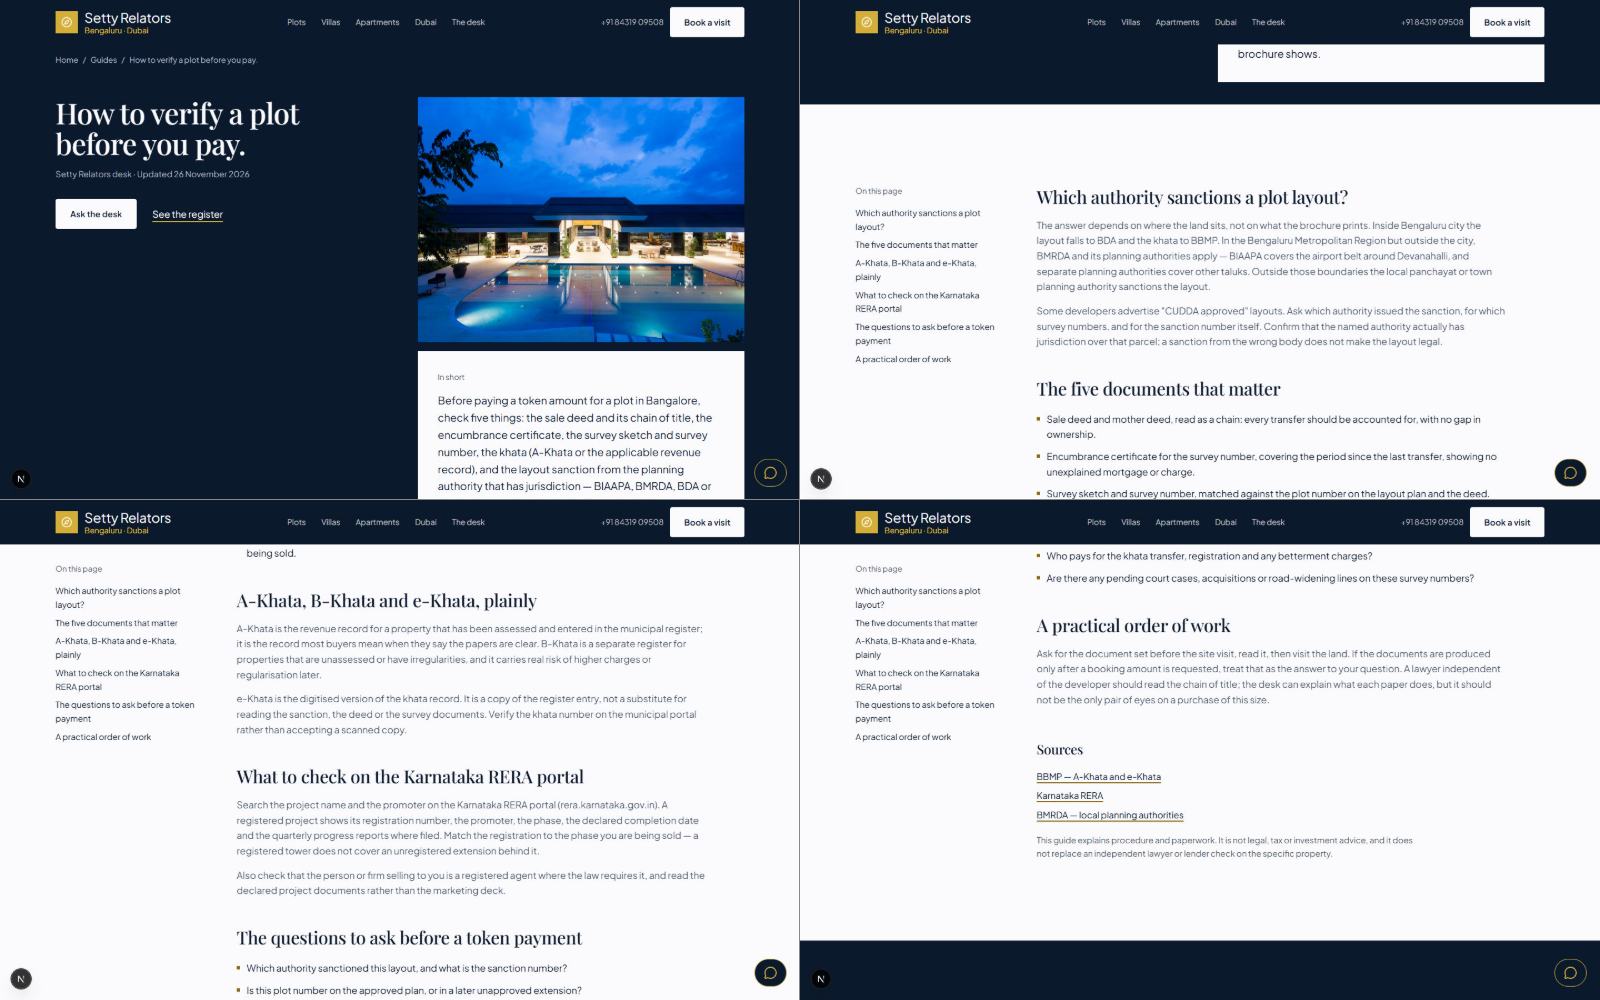 Setty Relators
Bengaluru · Dubai
Plots
Villas
Apartments
Dubai
The desk
+91 84319 09508
Book a visit
Home / Guides / How to verify a plot before you pay.
How to verify a plot
before you pay.
Setty Relators desk · Updated 26 November 2026
Ask the desk
See the register
In short
Before paying a token amount for a plot in Bangalore,
check five things: the sale deed and its chain of title, the
encumbrance certificate, the survey sketch and survey
number, the khata (A-Khata or the applicable revenue
record), and the layout sanction from the planning
authority that has jurisdiction — BIAAPA, BMRDA, BDA or
N
Setty Relators
Bengaluru · Dubai
Plots
Villas
Apartments
Dubai
The desk
+91 84319 09508
Book a visit
brochure shows.
On this page
Which authority sanctions a plot
layout?
The five documents that matter
A-Khata, B-Khata and e-Khata,
plainly
What to check on the Karnataka
RERA portal
The questions to ask before a token
payment
A practical order of work
Which authority sanctions a plot layout?
The answer depends on where the land sits, not on what the brochure prints. Inside Bengaluru city the
layout falls to BDA and the khata to BBMP. In the Bengaluru Metropolitan Region but outside the city,
BMRDA and its planning authorities apply — BIAAPA covers the airport belt around Devanahalli, and
separate planning authorities cover other taluks. Outside those boundaries the local panchayat or town
planning authority sanctions the layout.
Some developers advertise "CUDDA approved" layouts. Ask which authority issued the sanction, for which
survey numbers, and for the sanction number itself. Confirm that the named authority actually has
jurisdiction over that parcel; a sanction from the wrong body does not make the layout legal.
The five documents that matter
Sale deed and mother deed, read as a chain: every transfer should be accounted for, with no gap in
ownership.
Encumbrance certificate for the survey number, covering the period since the last transfer, showing no
unexplained mortgage or charge.
Survey sketch and survey number, matched against the plot number on the layout plan and the deed.
N
Setty Relators
Bengaluru · Dubai
Plots
Villas
Apartments
Dubai
The desk
+91 84319 09508
Book a visit
being sold.
On this page
Which authority sanctions a plot
layout?
The five documents that matter
A-Khata, B-Khata and e-Khata,
plainly
What to check on the Karnataka
RERA portal
The questions to ask before a token
payment
A practical order of work
A-Khata, B-Khata and e-Khata, plainly
A-Khata is the revenue record for a property that has been assessed and entered in the municipal register;
it is the record most buyers mean when they say the papers are clear. B-Khata is a separate register for
properties that are unassessed or have irregularities, and it carries real risk of higher charges or
regularisation later.
e-Khata is the digitised version of the khata record. It is a copy of the register entry, not a substitute for
reading the sanction, the deed or the survey documents. Verify the khata number on the municipal portal
rather than accepting a scanned copy.
What to check on the Karnataka RERA portal
Search the project name and the promoter on the Karnataka RERA portal (rera.karnataka.gov.in). A
registered project shows its registration number, the promoter, the phase, the declared completion date
and the quarterly progress reports where filed. Match the registration to the phase you are being sold — a
registered tower does not cover an unregistered extension behind it.
Also check that the person or firm selling to you is a registered agent where the law requires it, and read the
declared project documents rather than the marketing deck.
The questions to ask before a token payment
Which authority sanctioned this layout, and what is the sanction number?
Is this plot number on the approved plan, or in a later unapproved extension?
N
Setty Relators
Bengaluru · Dubai
Plots
Villas
Apartments
Dubai
The desk
+91 84319 09508
Book a visit
On this page
Which authority sanctions a plot
layout?
The five documents that matter
A-Khata, B-Khata and e-Khata,
plainly
What to check on the Karnataka
RERA portal
The questions to ask before a token
payment
A practical order of work
Who pays for the khata transfer, registration and any betterment charges?
Are there any pending court cases, acquisitions or road-widening lines on these survey numbers?
A practical order of work
Ask for the document set before the site visit, read it, then visit the land. If the documents are produced
only after a booking amount is requested, treat that as the answer to your question. A lawyer independent
of the developer should read the chain of title; the desk can explain what each paper does, but it should
not be the only pair of eyes on a purchase of this size.
Sources
BBMP — A-Khata and e-Khata
Karnataka RERA
BMRDA — local planning authorities
This guide explains procedure and paperwork. It is not legal, tax or investment advice, and it does
not replace an independent lawyer or lender check on the specific property.
N